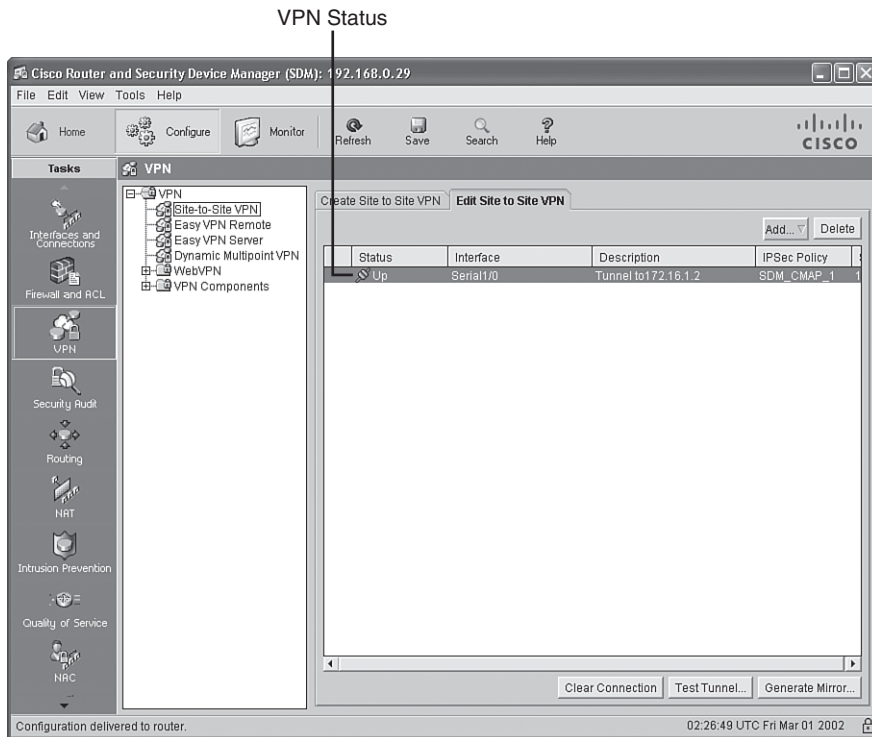 VPN Status
Cisco Router and Security Device Manager (SDM): 192.168.0.29
File Edit View Tools Help
Home Configure Monitor Refresh Save Search Help
CISCO
Tasks
VPN
Interfaces and Connections
Firewall and ACL
VPN
Security Audit
Routing
NAT
Intrusion Prevention
Quality of Service
NAC
VPN
Site-to-Site VPN
Easy VPN Remote
Easy VPN Server
Dynamic Multipoint VPN
WebVPN
VPN Components
Create Site to Site VPN Edit Site to Site VPN
Add... Delete
Status Interface Description IPSec Policy
Up Serial1/0 Tunnel to172.16.1.2 SDM_CMAP_1 1
Clear Connection Test Tunnel... Generate Mirror...
Configuration delivered to router.
02:26:49 UTC Fri Mar 01 2002